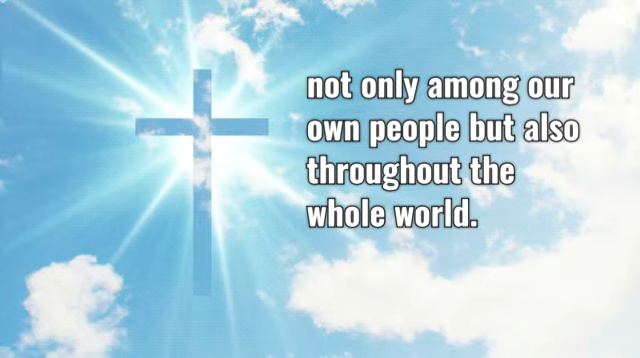 not only among our
own people but also
throughout the
whole world.